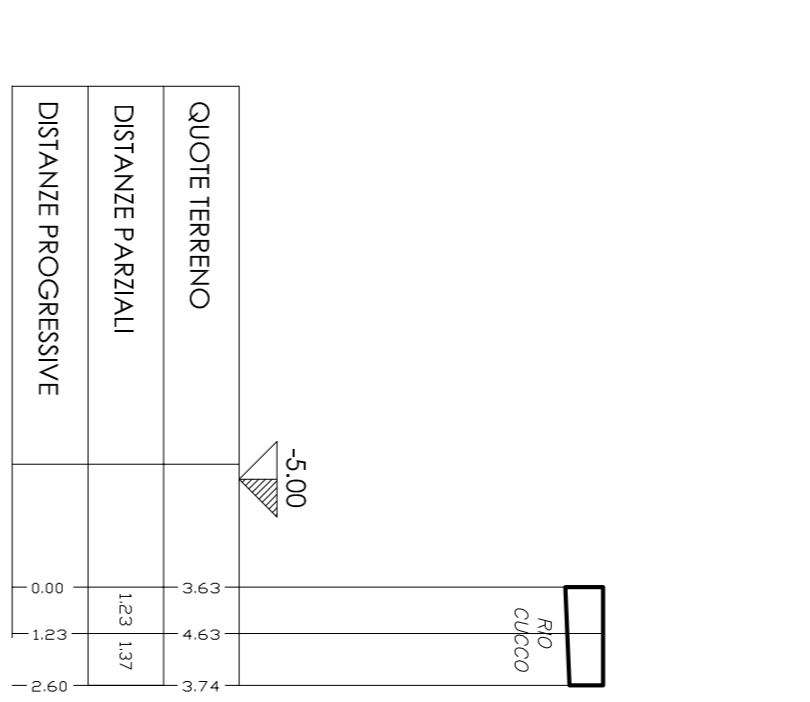 QUOTE TERRENO
DISTANZE PARZIALI
DISTANZE PROGRESSIVE
-5.00
RIO
CUCCO
3.63
4.63
3.74
1.23
1.37
0.00
1.23
2.60